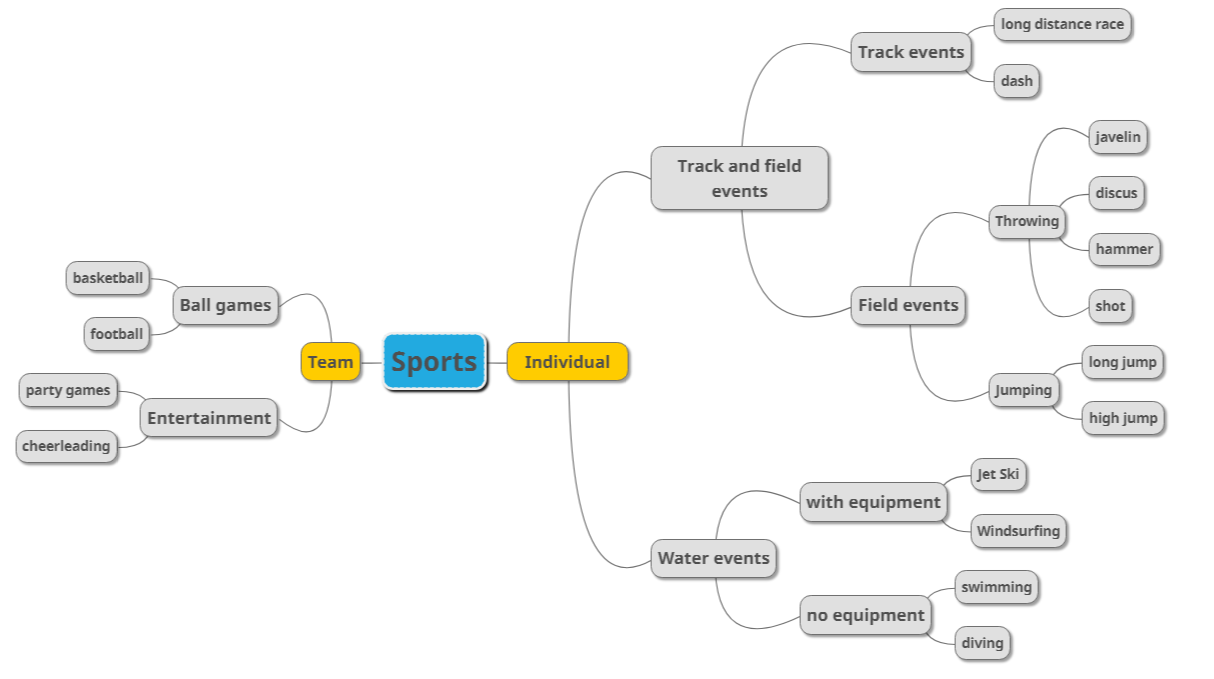 Sports
Team
Ball games
basketball
football
Entertainment
party games
cheerleading
Individual
Track and field
events
Track events
long distance race
dash
Field events
Throwing
javelin
discus
hammer
shot
Jumping
long jump
high jump
Water events
with equipment
Jet Ski
Windsurfing
no equipment
swimming
diving